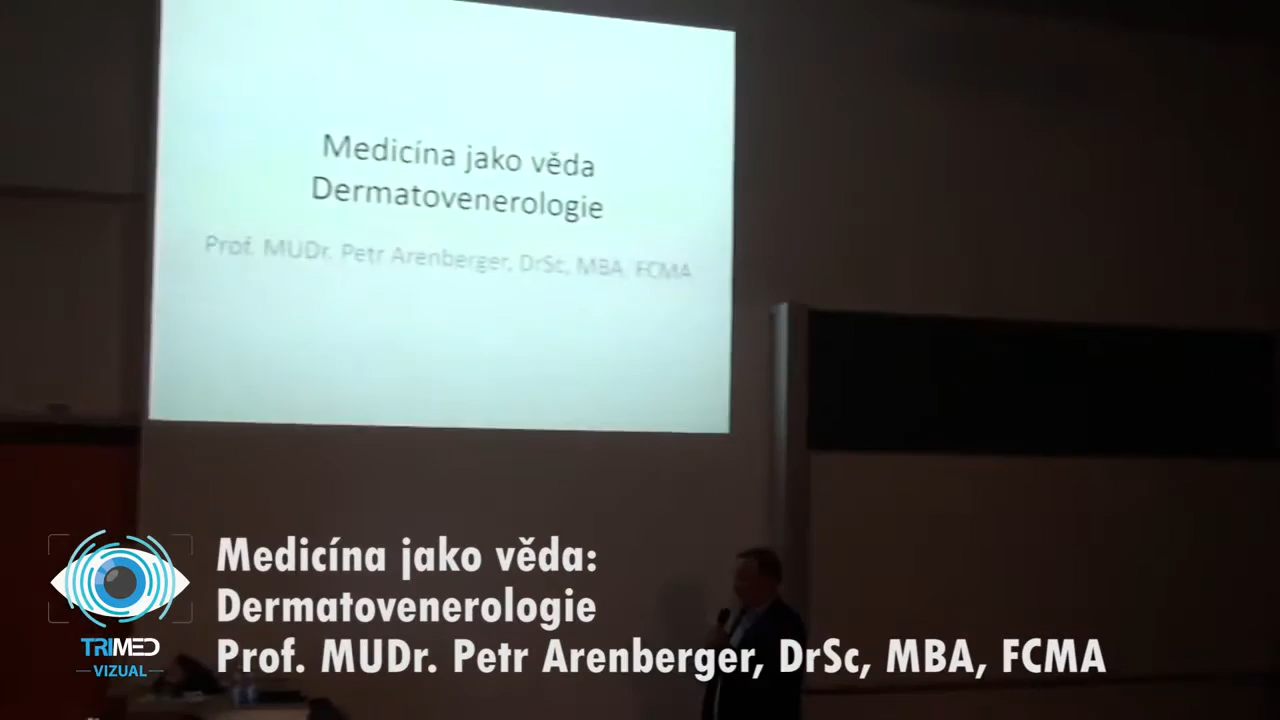 Medicína jako věda
Dermatovenerologie
Prof. MUDr. Petr Arenberger, DrSc, MBA FCMA
Medicína jako věda:
Dermatovenerologie
Prof. MUDr. Petr Arenberger, DrSc, MBA, FCMA
TRIMED
VIZUAL